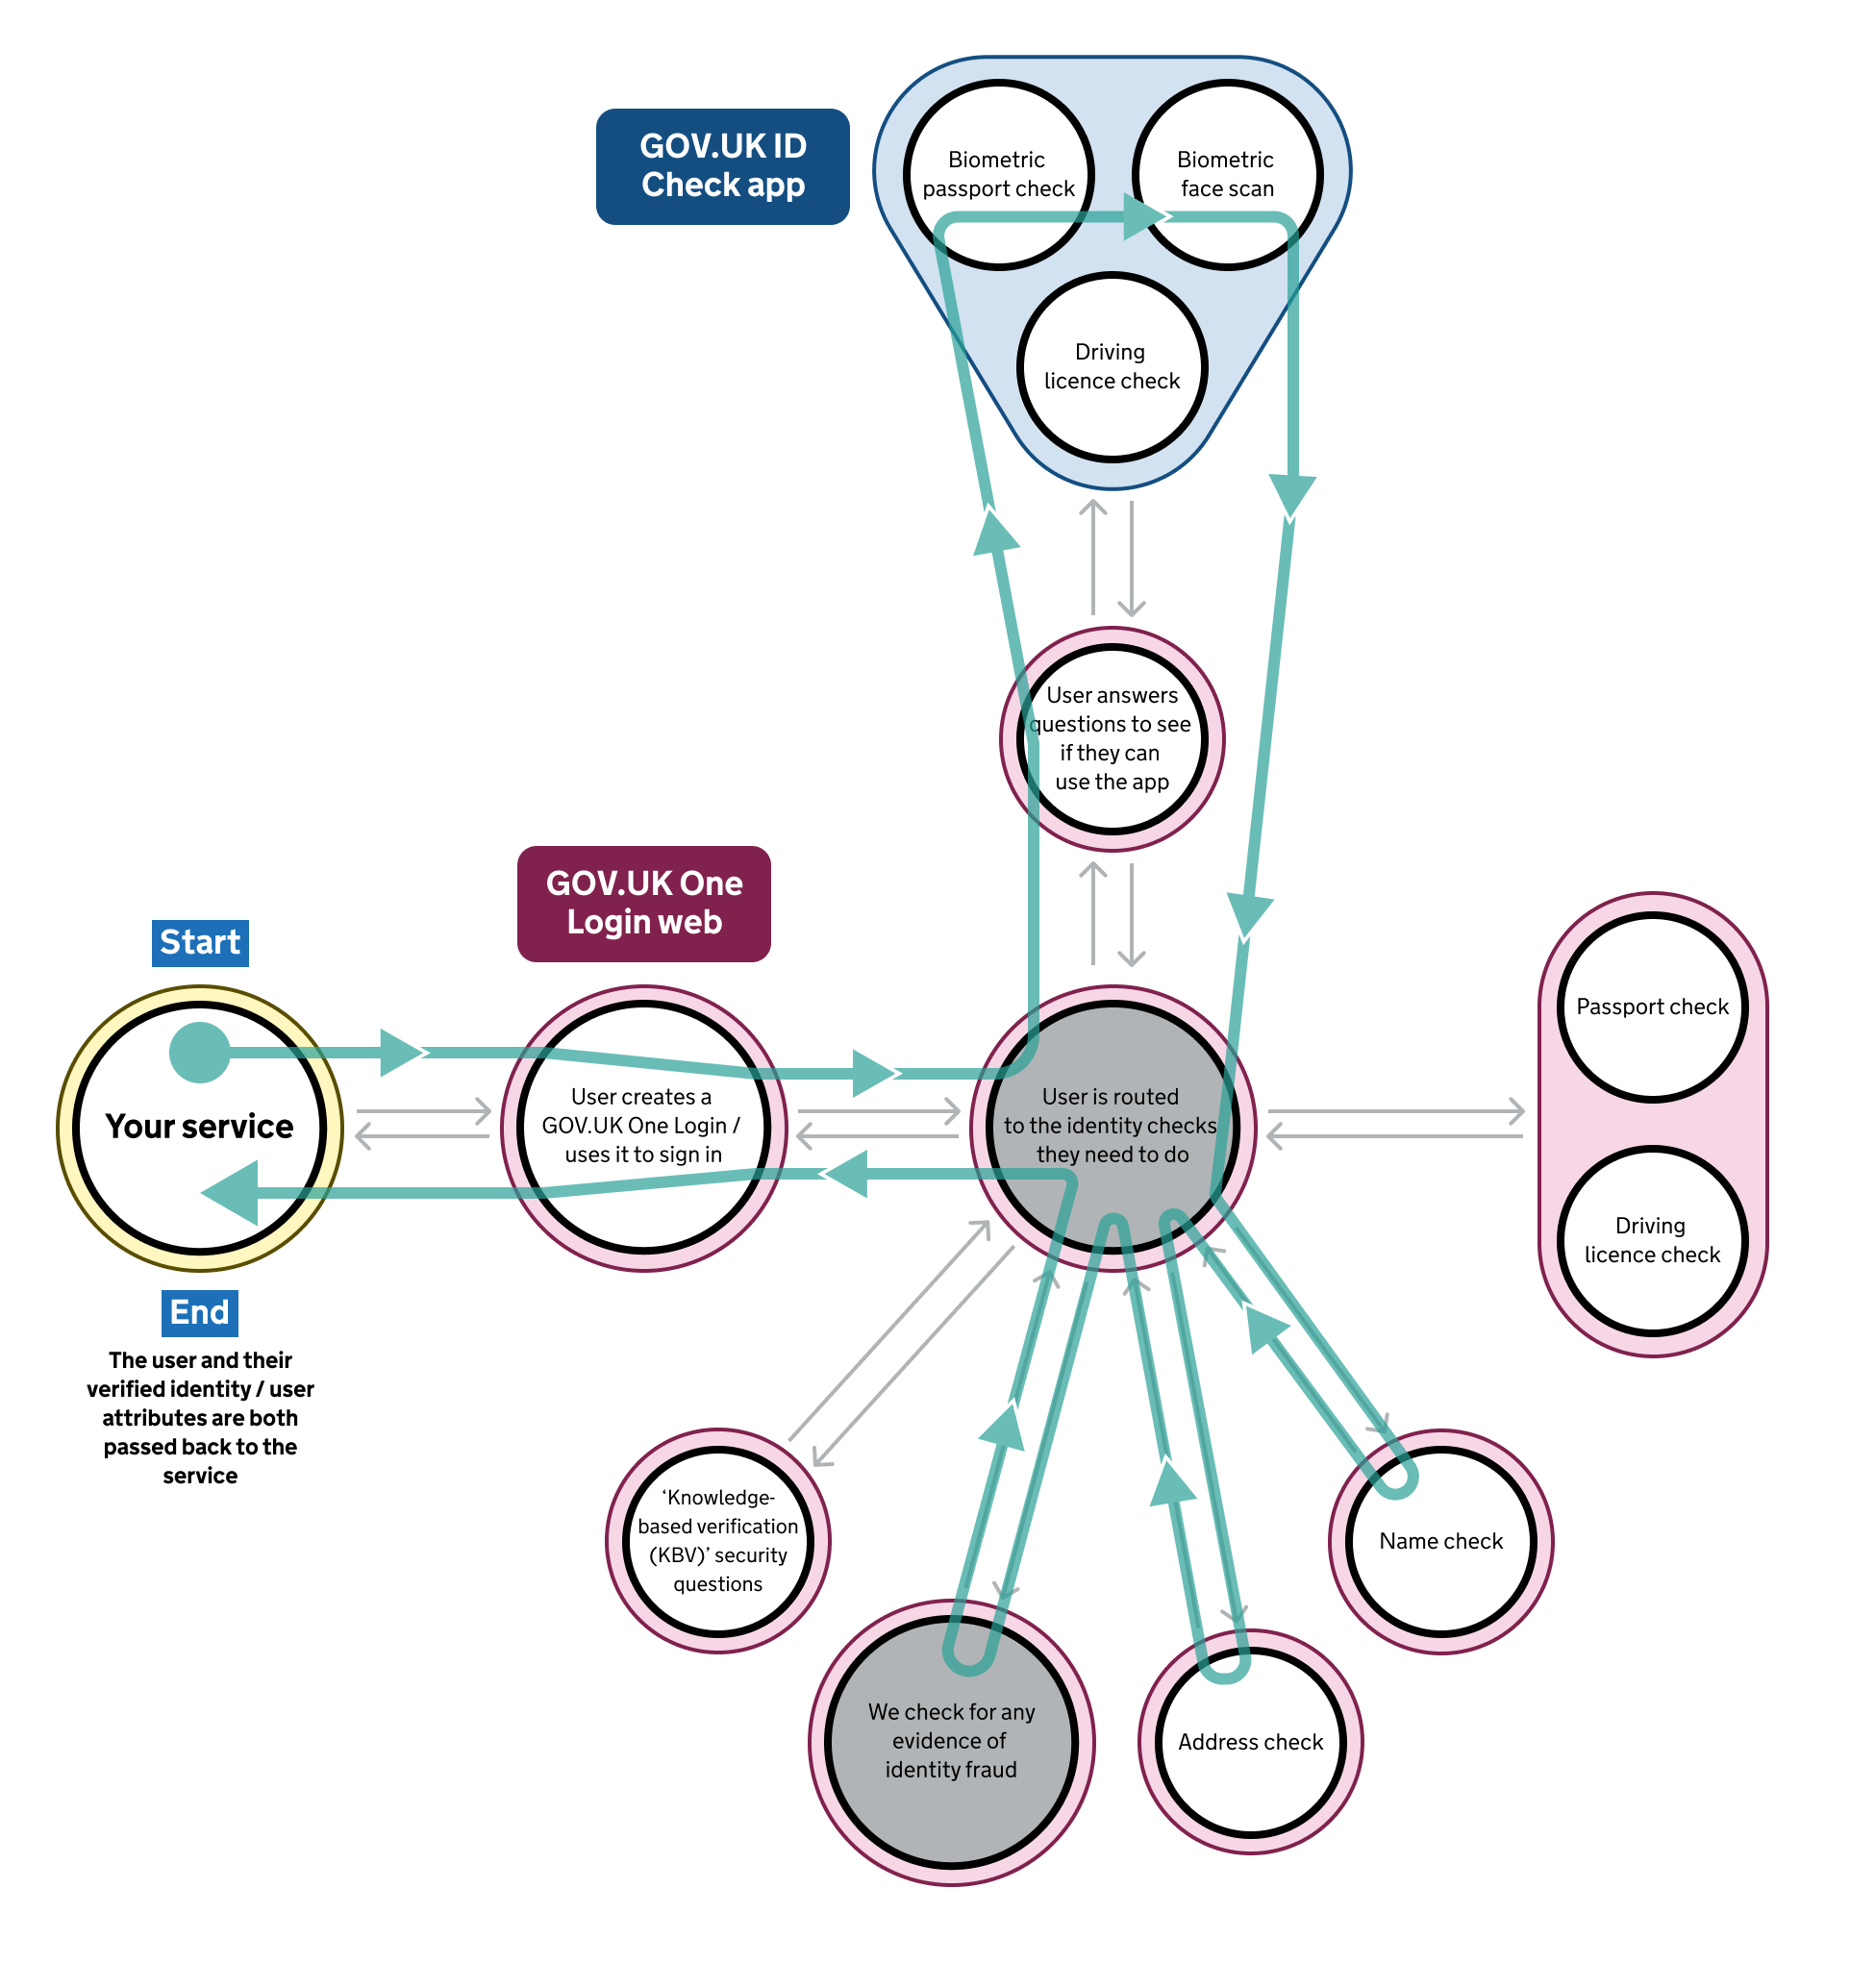 GOV.UK ID
Check app
Biometric
passport check
Biometric
face scan
Driving
licence check
User answers
questions to see
if they can
use the app
GOV.UK One
Login web
Start
Your service
User creates a
GOV.UK One Login /
uses it to sign in
User is routed
to the identity checks
they need to do
Passport check
Driving
licence check
End
The user and their
verified identity / user
attributes are both
passed back to the
service
‘Knowledge-
based verification
(KBV)’ security
questions
We check for any
evidence of
identity fraud
Address check
Name check